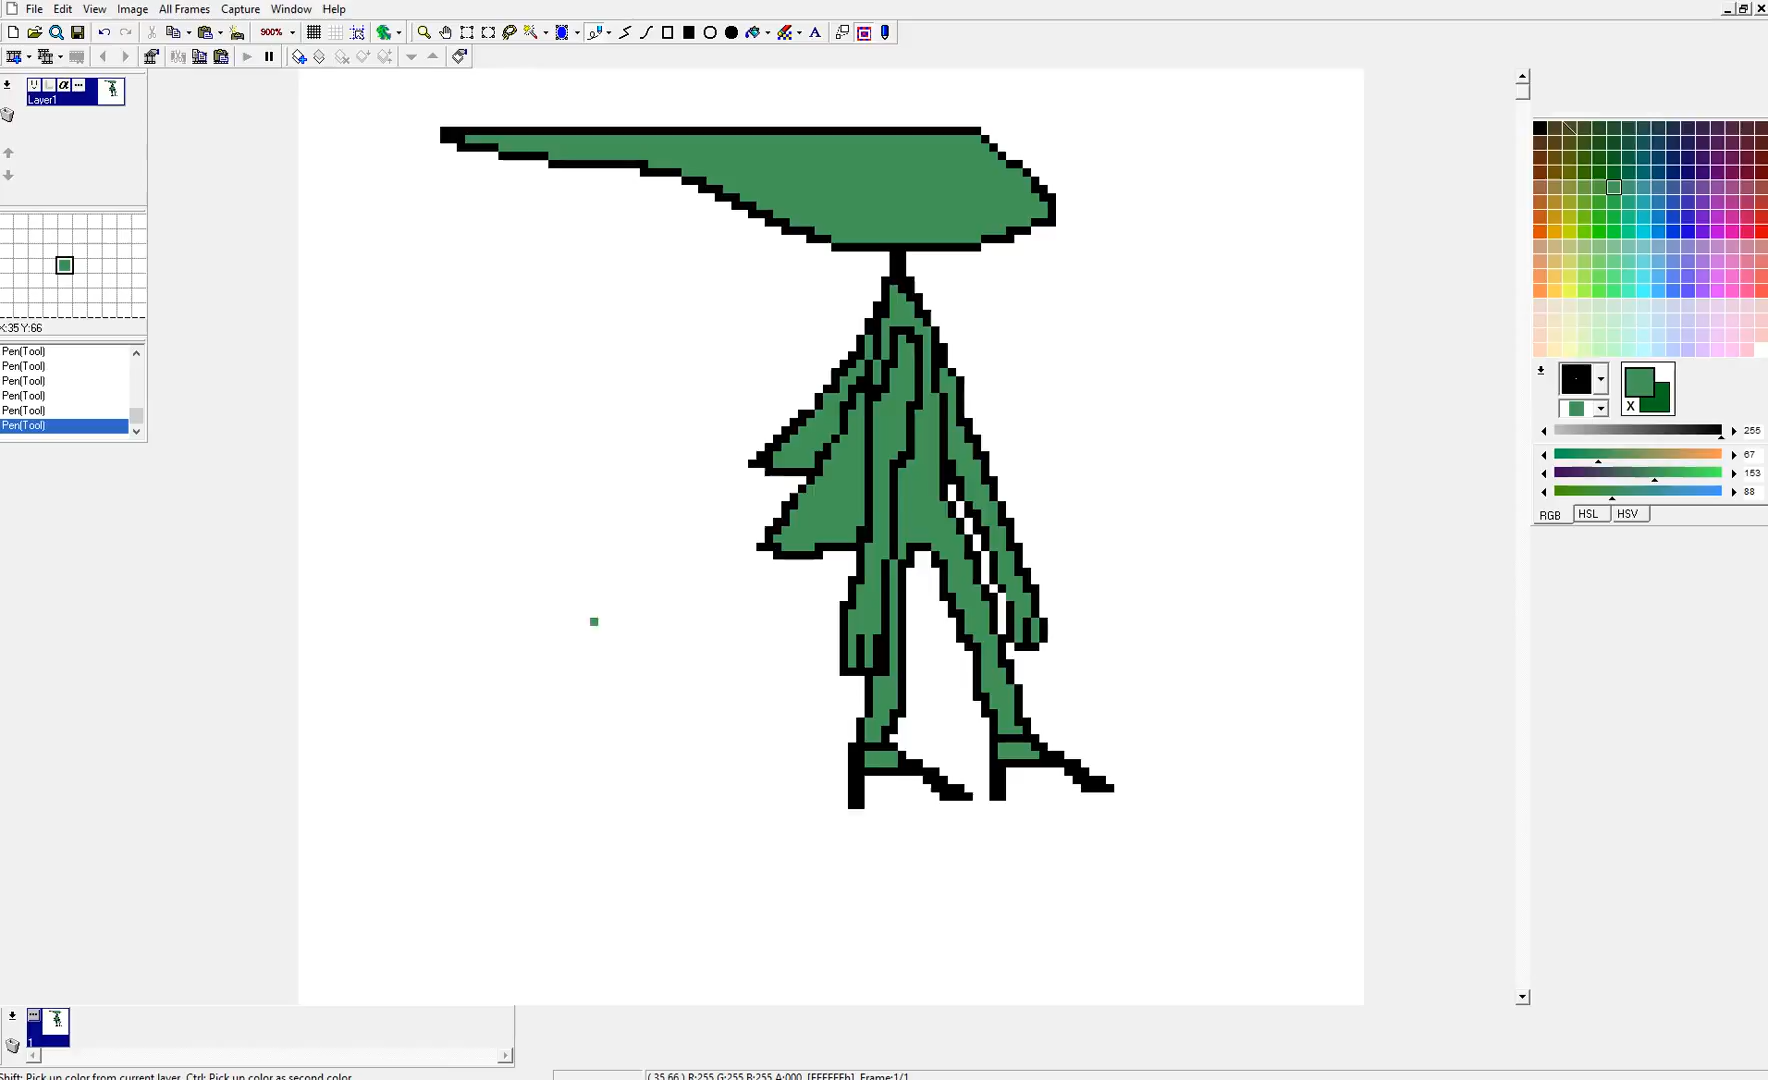 File Edit View Image All Frames Capture Window Help
900%
A
α
Layer1
X:35 Y:66
Pen(Tool)
Pen(Tool)
Pen(Tool)
Pen(Tool)
Pen(Tool)
Pen(Tool)
X
255
67
153
88
RGB HSL HSV
1
Shift: Pick up color from current layer, Ctrl: Pick up color as second color
( 35,66 ) R:255 G:255 B:255 A:000 [FFFFFFh] Frame:1/1